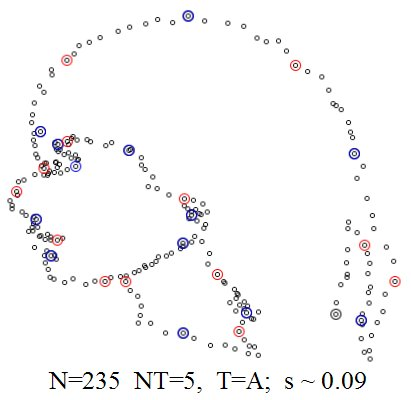 N=235 NT=5, T=A; s ~ 0.09